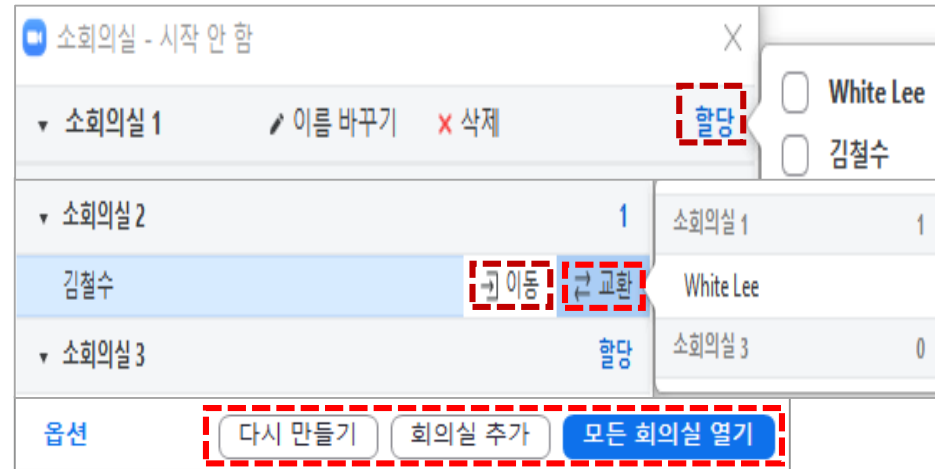 소회의실 - 시작 안 함
소회의실 1 이름 바꾸기 삭제 할당
White Lee
김철수
소회의실 2 1
김철수 이동 교환
소회의실 3 할당
소회의실 1 1
White Lee
소회의실 3 0
옵션 다시 만들기 회의실 추가 모든 회의실 열기